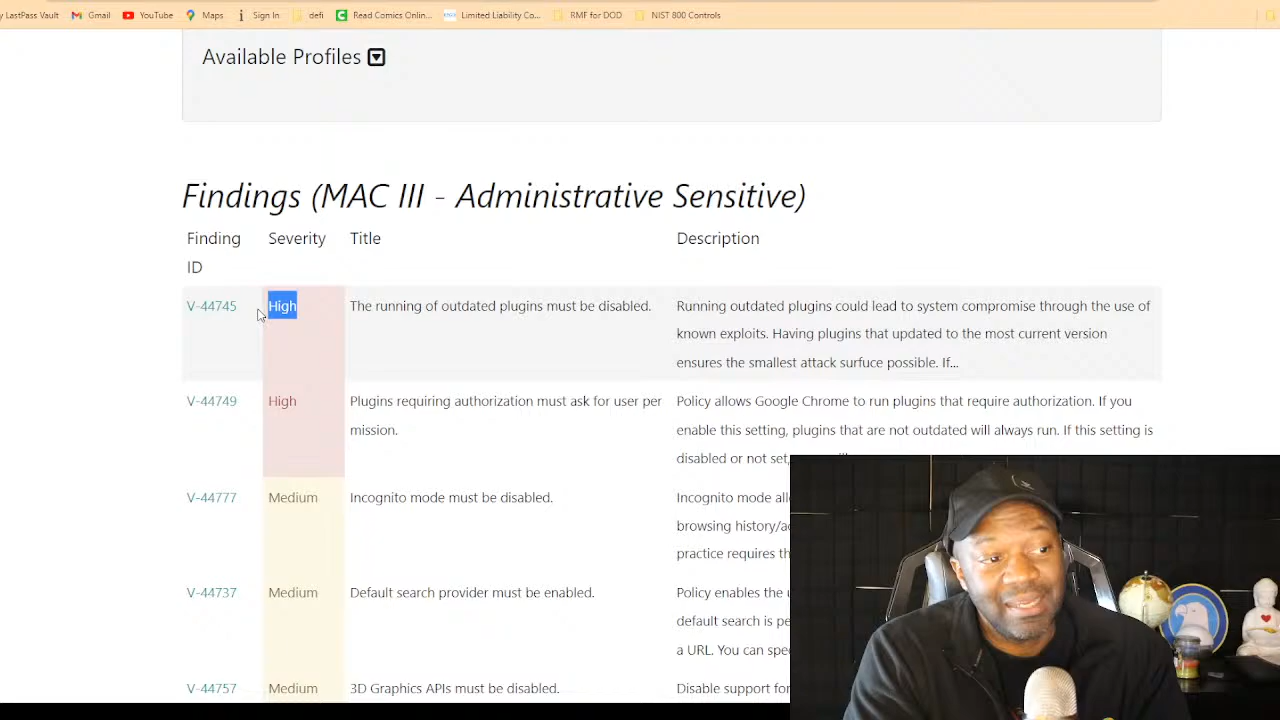 LastPass Vault Gmail YouTube Maps Sign In defi Read Comics Onlin... Limited Liability Co... RMF for DOD NIST 800 Controls
Available Profiles
Findings (MAC III - Administrative Sensitive)
Finding ID Severity Title Description
V-44745 High The running of outdated plugins must be disabled. Running outdated plugins could lead to system compromise through the use of
known exploits. Having plugins that updated to the most current version
ensures the smallest attack surfuce possible. If...
V-44749 High Plugins requiring authorization must ask for user per
mission.
Policy allows Google Chrome to run plugins that require authorization. If you
enable this setting, plugins that are not outdated will always run. If this setting is
disabled or not set,
V-44777 Medium Incognito mode must be disabled. Incognito mode all
browsing history/a
practice requires th
V-44737 Medium Default search provider must be enabled. Policy enables the
default search is pe
a URL. You can spe
V-44757 Medium 3D Graphics APIs must be disabled. Disable support for